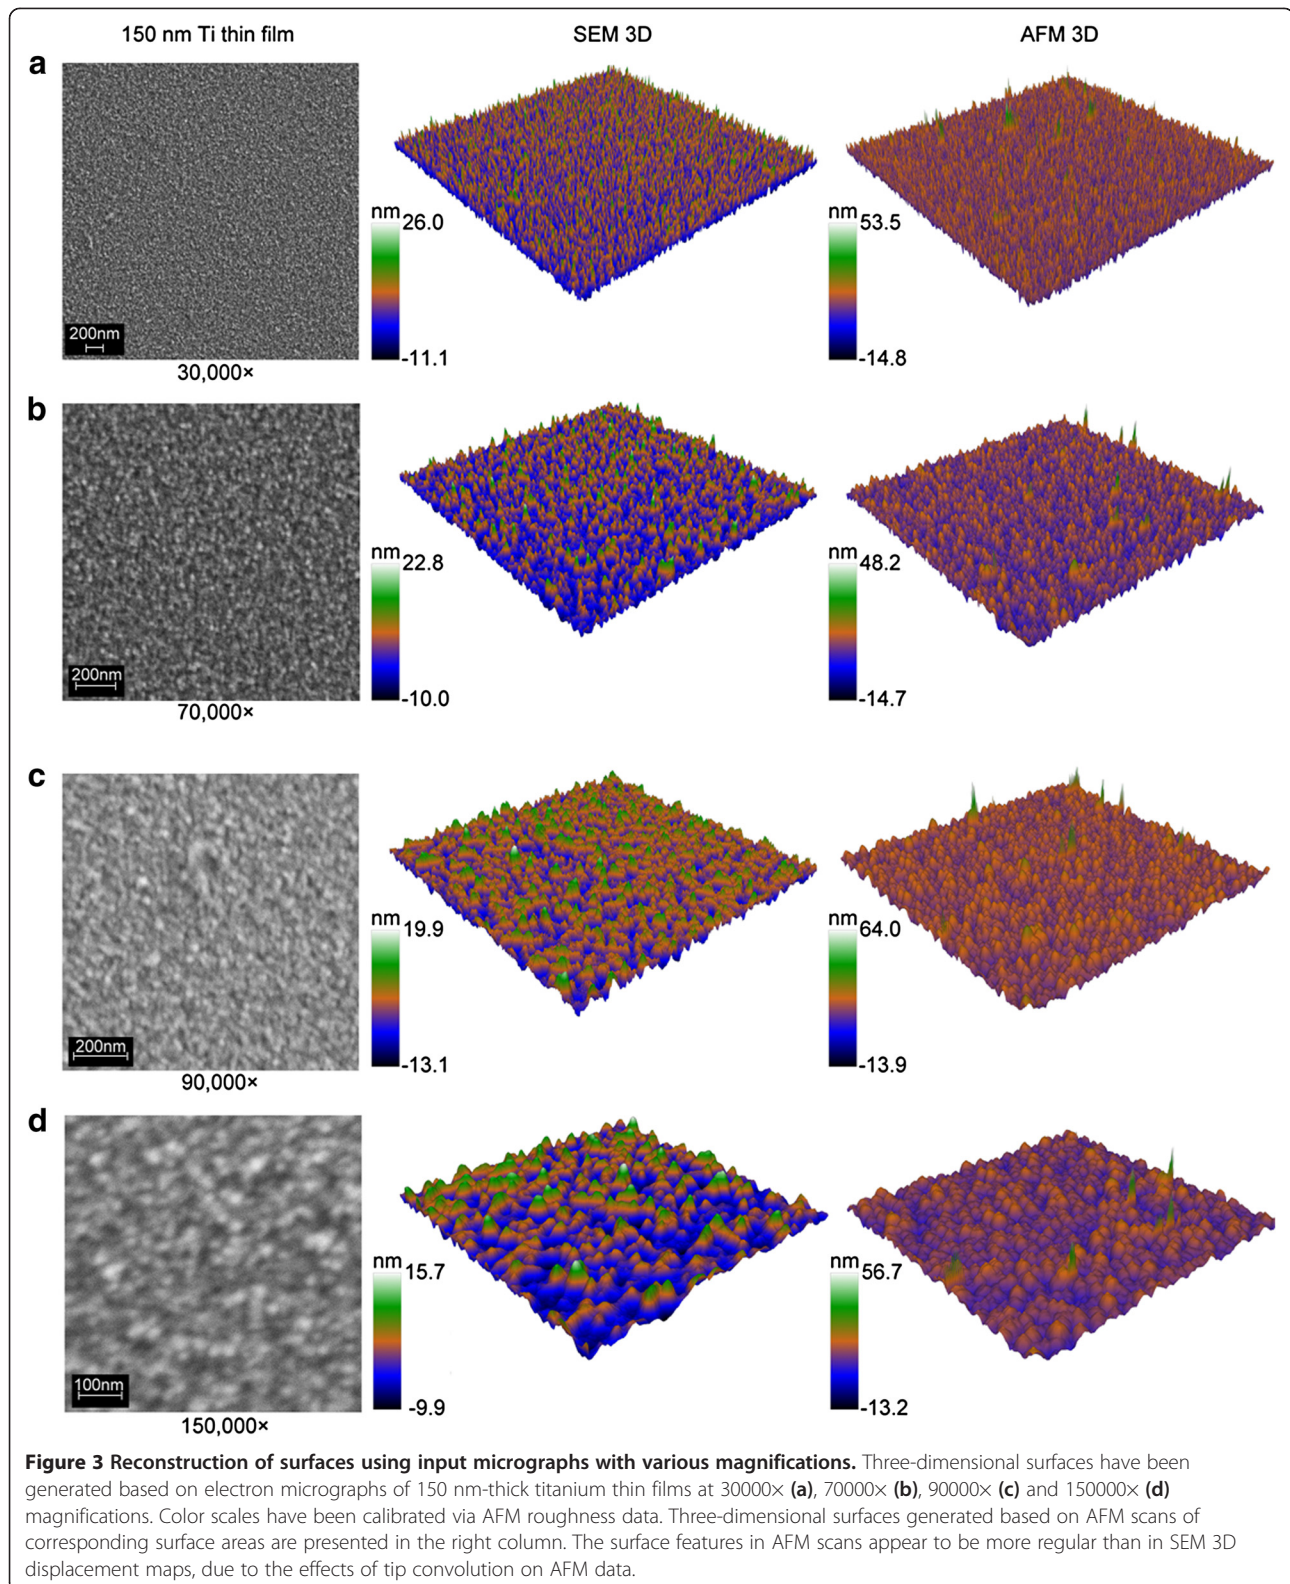 150 nm Ti thin film
SEM 3D
AFM 3D
a
200nm
30,000×
nm 26.0
-11.1
nm 53.5
-14.8
b
200nm
70,000×
nm 22.8
-10.0
nm 48.2
-14.7
c
200nm
90,000×
nm 19.9
-13.1
nm 64.0
-13.9
d
100nm
150,000×
nm 15.7
-9.9
nm 56.7
-13.2
Figure 3 Reconstruction of surfaces using input micrographs with various magnifications. Three-dimensional surfaces have been
generated based on electron micrographs of 150 nm-thick titanium thin films at 30000× (a), 70000× (b), 90000× (c) and 150000× (d)
magnifications. Color scales have been calibrated via AFM roughness data. Three-dimensional surfaces generated based on AFM scans of
corresponding surface areas are presented in the right column. The surface features in AFM scans appear to be more regular than in SEM 3D
displacement maps, due to the effects of tip convolution on AFM data.